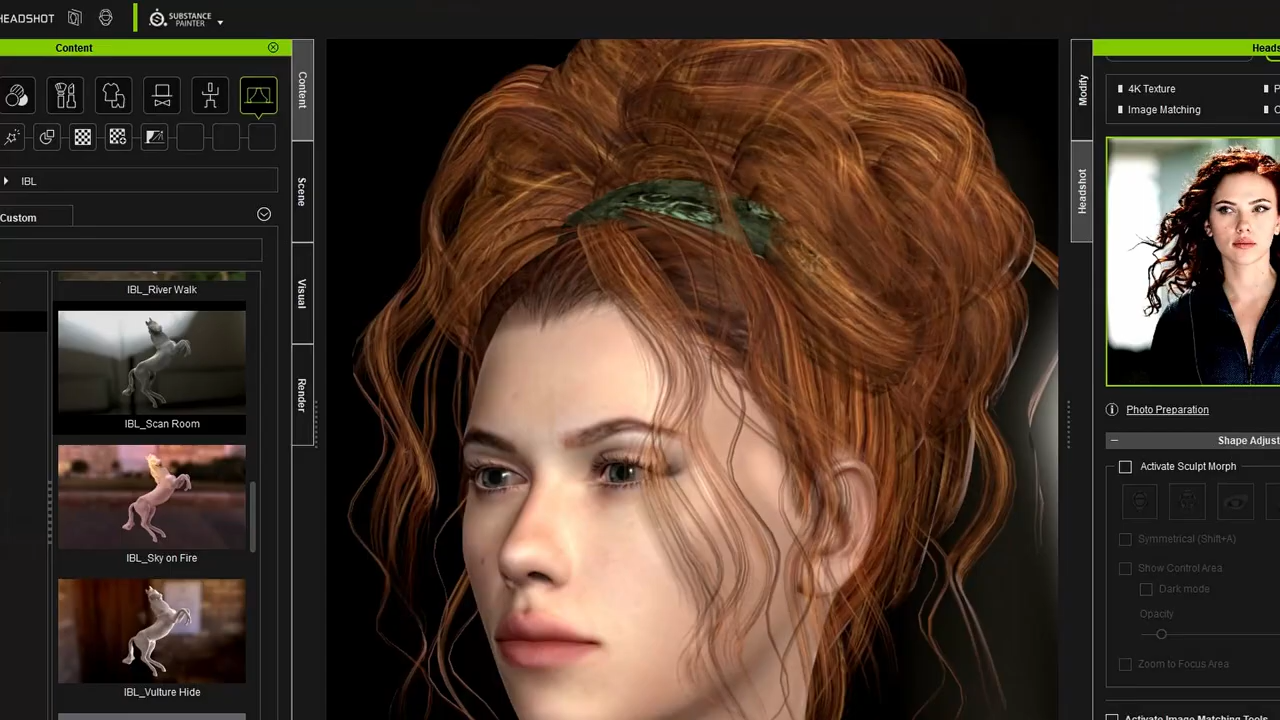 HEADSHOT
SUBSTANCE
PAINTER
Content
IBL
Custom
IBL_River Walk
IBL_Scan Room
IBL_Sky on Fire
IBL_Vulture Hide
Content
Scene
Visual
Render
Modify
Headshot
Heads
4K Texture
P
Image Matching
Photo Preparation
Shape Adjust
Activate Sculpt Morph
Symmetrical (Shift+A)
Show Control Area
Dark mode
Opacity
Zoom to Focus Area
Activate Image Matching Tools